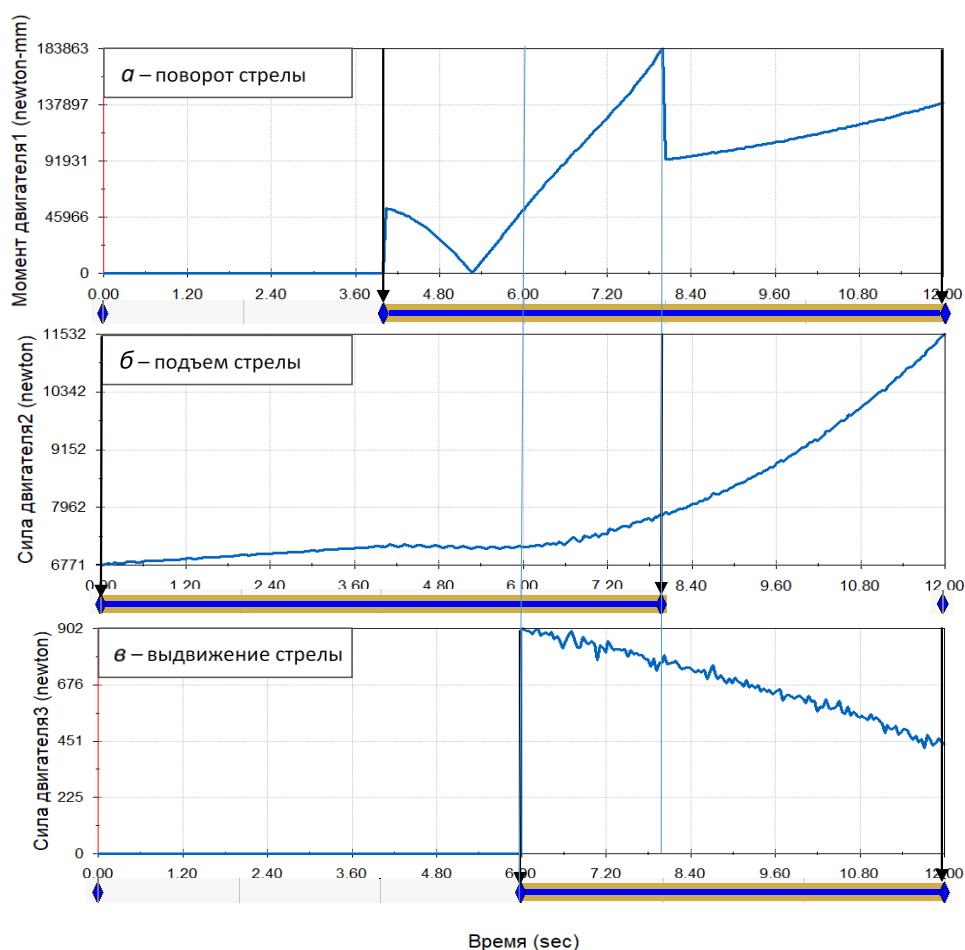 183863
а – поворот стрелы
137897
91931
45966
0
Момент двигателя1 (newton-mm)
0.00 1.20 2.40 3.60 4.80 6.00 7.20 8.40 9.60 10.80 12.00
11532
б – подъем стрелы
10342
9152
7962
6771
Сила двигателя2 (newton)
0.00 1.20 2.40 3.60 4.80 6.00 7.20 8.40 9.60 10.80 12.00
902
в – выдвижение стрелы
676
451
225
0
Сила двигателя3 (newton)
0.00 1.20 2.40 3.60 4.80 6.00 7.20 8.40 9.60 10.80 12.00
Время (sec)